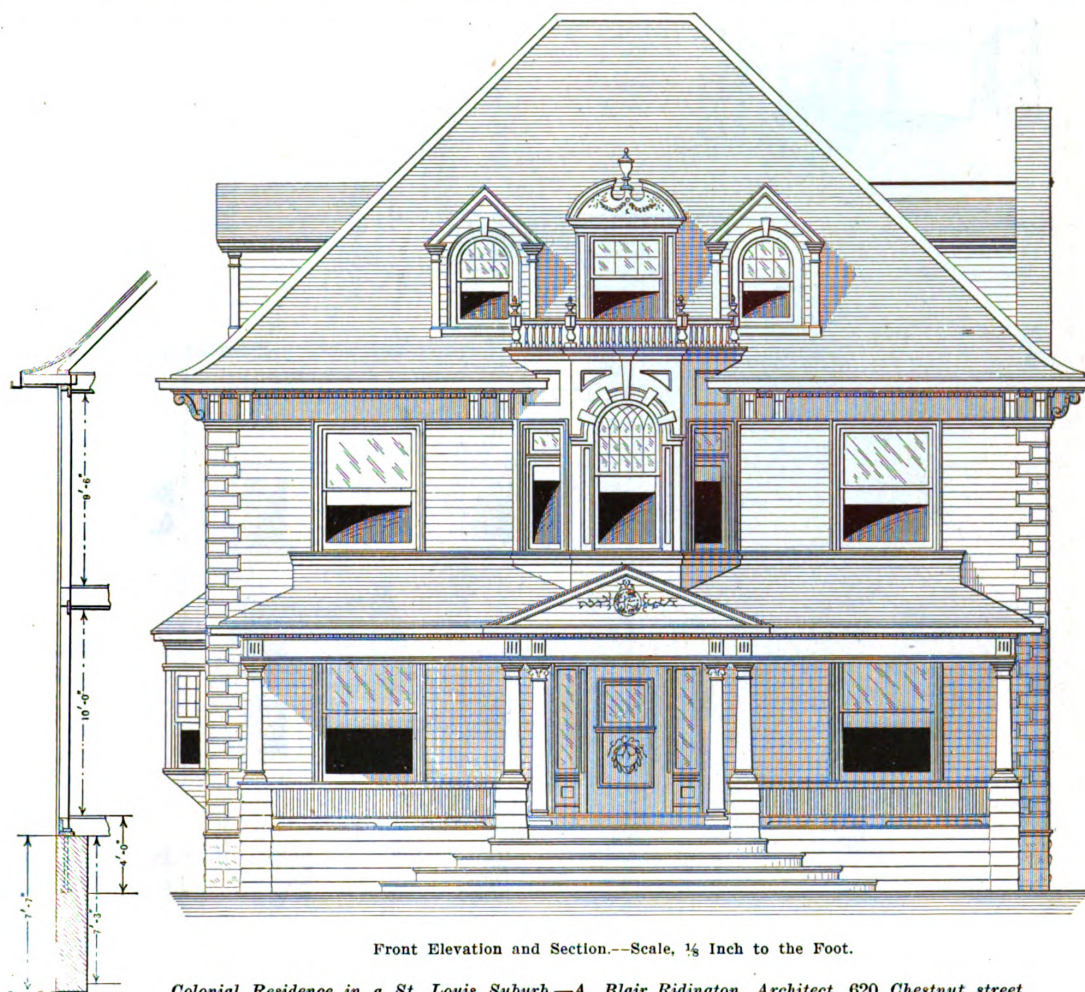 9'-6"
10'-0"
4'-0"
7'-7"
7'-3"
Front Elevation and Section.--Scale, ⅛ Inch to the Foot.
Colonial Residence in a St. Louis Suburb.—A. Blair Ridington, Architect, 620 Chestnut street